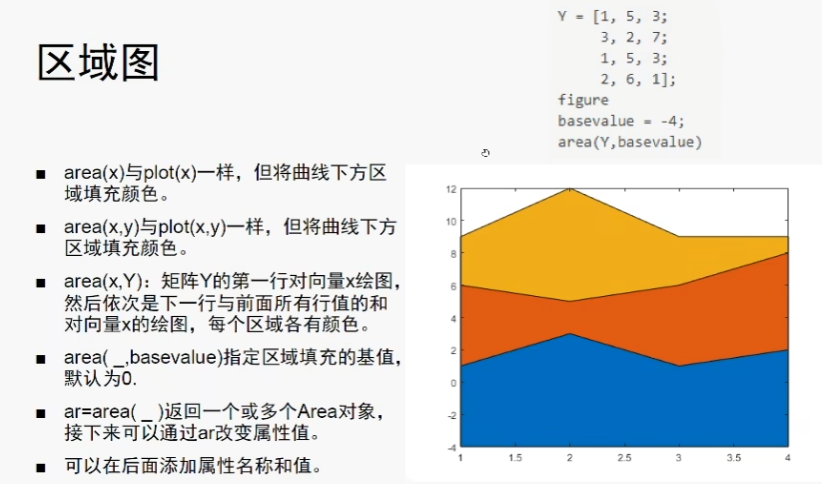 区域图
Y = [1, 5, 3;
3, 2, 7;
1, 5, 3;
2, 6, 1];
figure
basevalue = -4;
area(Y,basevalue)
■ area(x)与plot(x)一样，但将曲线下方区
域填充颜色。
■ area(x,y)与plot(x,y)一样，但将曲线下方
区域填充颜色。
■ area(x,Y)：矩阵Y的第一行对向量x绘图，
然后依次是下一行与前面所有行值的和
对向量x的绘图，每个区域各有颜色。
■ area( _,basevalue)指定区域填充的基值，
默认为0.
■ ar=area( _ )返回一个或多个Area对象，
接下来可以通过ar改变属性值。
■ 可以在后面添加属性名称和值。
12
10
8
6
4
2
0
-2
-4
1 1.5 2 2.5 3 3.5 4